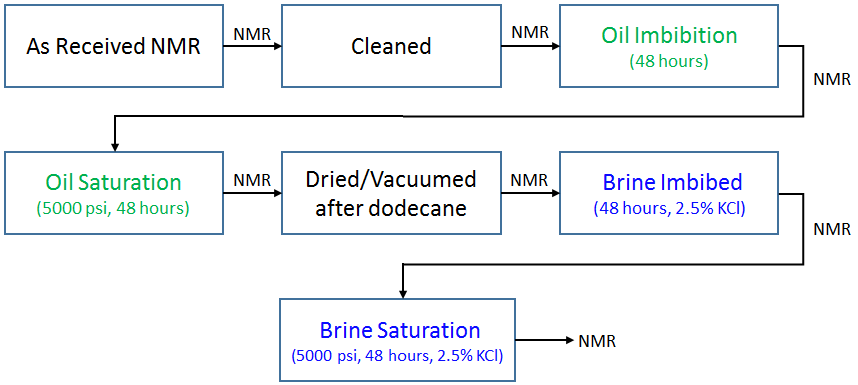 As Received NMR
NMR
Cleaned
NMR
Oil Imbibition
(48 hours)
NMR
Oil Saturation
(5000 psi, 48 hours)
NMR
Dried/Vacuumed
after dodecane
NMR
Brine Imbibed
(48 hours, 2.5% KCl)
NMR
Brine Saturation
(5000 psi, 48 hours, 2.5% KCl)
NMR